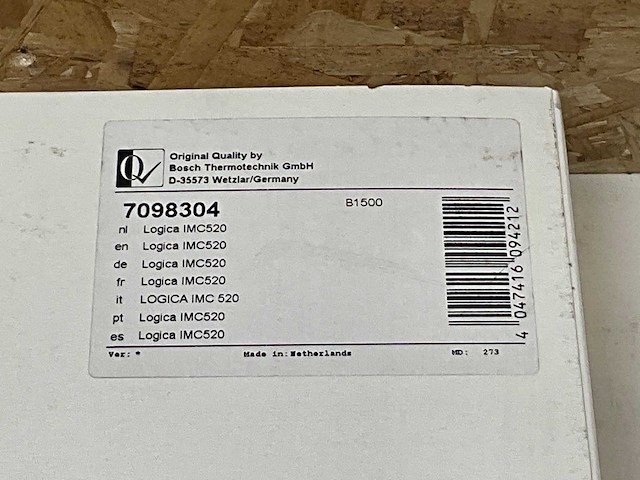 Original Quality by
Bosch Thermotechnik GmbH
D-35573 Wetzlar/Germany
7098304 B1500
nl Logica IMC520
en Logica IMC520
de Logica IMC520
fr Logica IMC520
it LOGICA IMC 520
pt Logica IMC520
es Logica IMC520
4 047416 094212
Ver: * Made in: Netherlands MD: 273